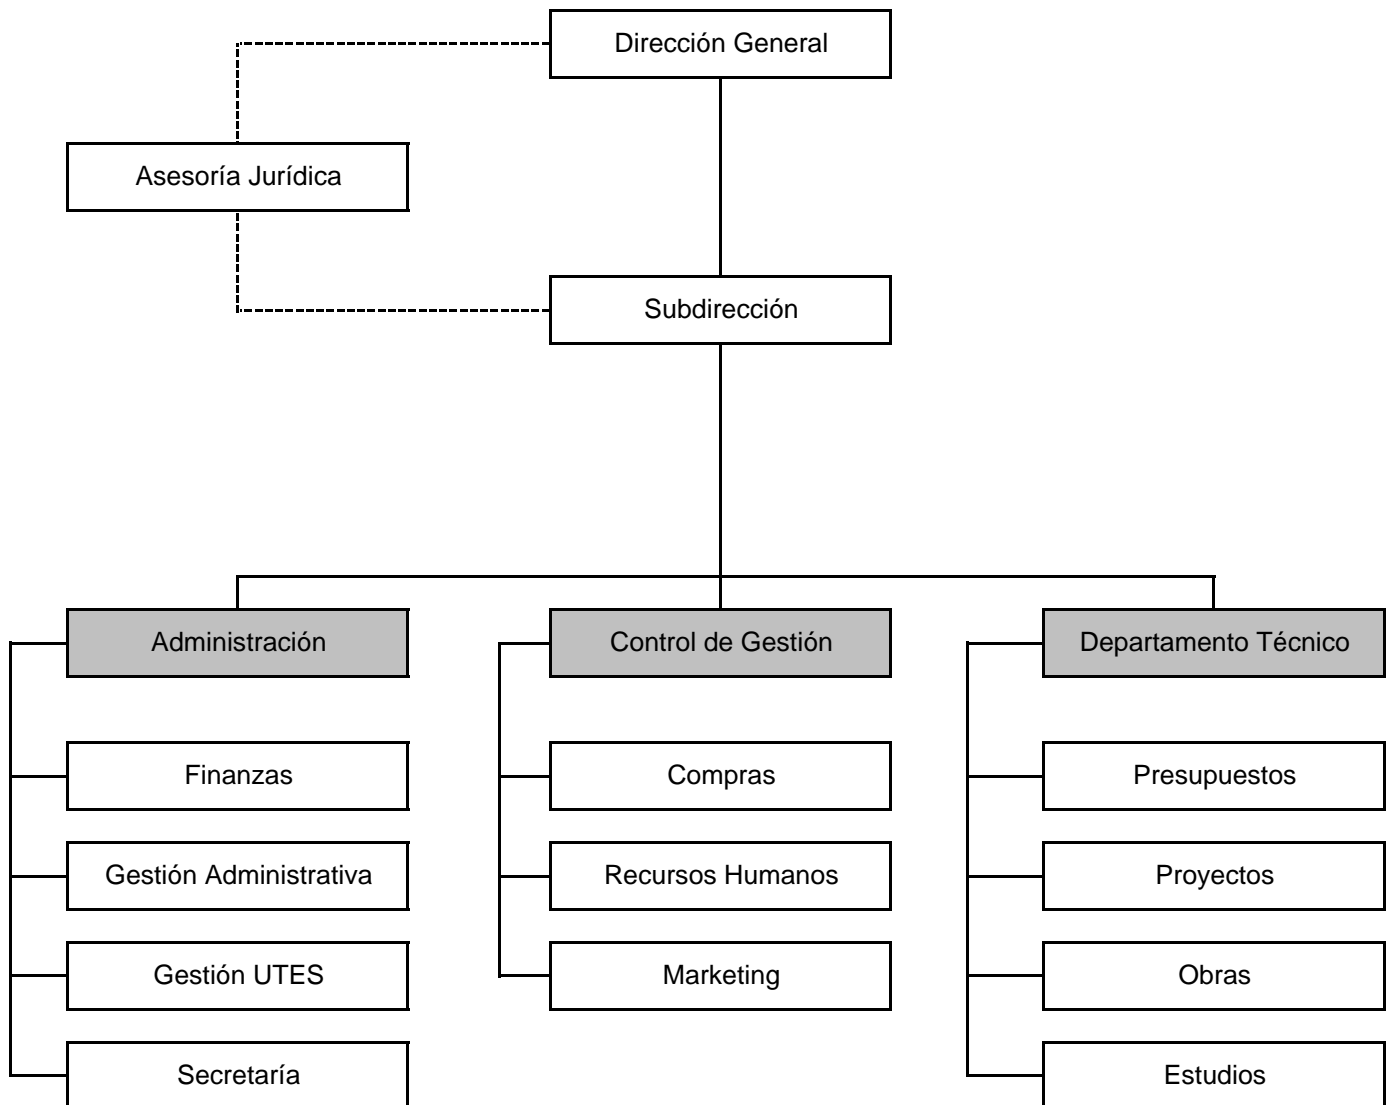 Dirección General
Asesoría Jurídica
Subdirección
Administración
Control de Gestión
Departamento Técnico
Finanzas
Compras
Presupuestos
Gestión Administrativa
Recursos Humanos
Proyectos
Gestión UTES
Marketing
Obras
Secretaría
Estudios